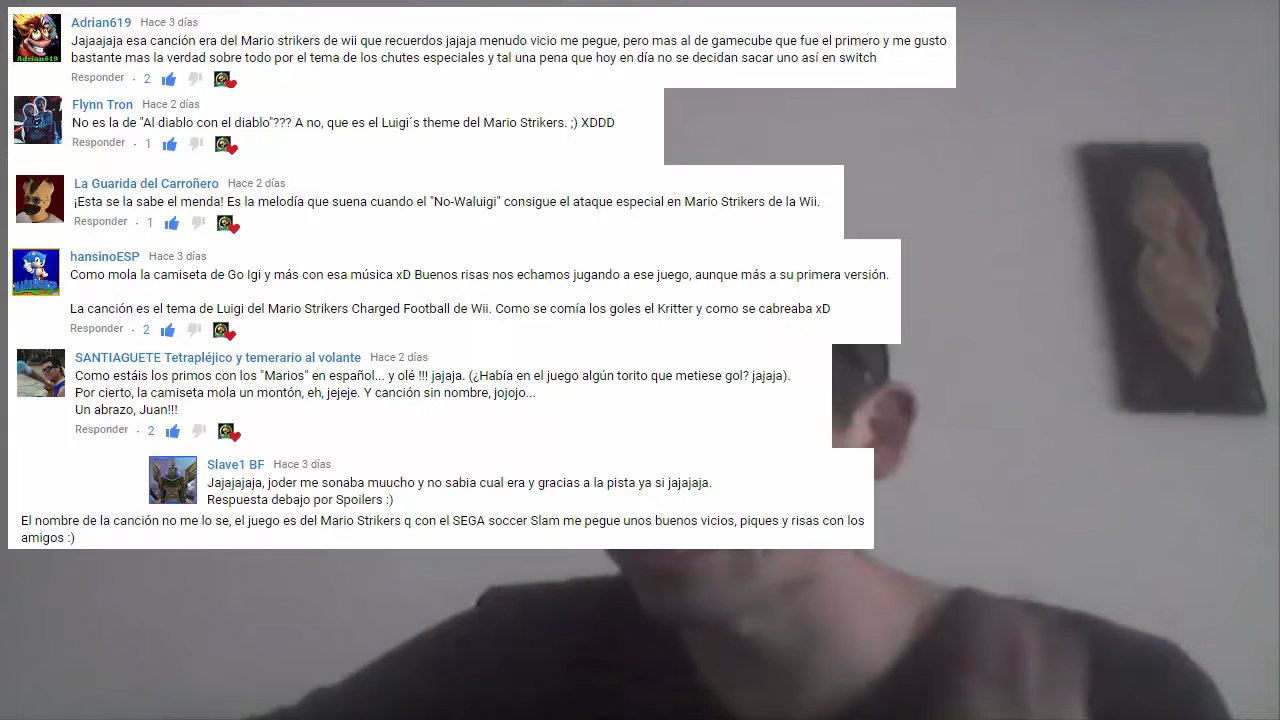 Adrian619 Hace 3 días
Jajaajaja esa canción era del Mario strikers de wii que recuerdos jajaja menudo vicio me pegue, pero mas al de gamecube que fue el primero y me gusto
bastante mas la verdad sobre todo por el tema de los chutes especiales y tal una pena que hoy en día no se decidan sacar uno así en switch
Responder · 2
Adrian619
Flynn Tron Hace 2 días
No es la de "Al diablo con el diablo"??? A no, que es el Luigi´s theme del Mario Strikers. ;) XDDD
Responder · 1
La Guarida del Carroñero Hace 2 días
¡Esta se la sabe el menda! Es la melodía que suena cuando el "No-Waluigi" consigue el ataque especial en Mario Strikers de la Wii.
Responder · 1
hansinoESP Hace 3 días
Como mola la camiseta de Go Igi y más con esa música xD Buenos risas nos echamos jugando a ese juego, aunque más a su primera versión.
La canción es el tema de Luigi del Mario Strikers Charged Football de Wii. Como se comía los goles el Kritter y como se cabreaba xD
Responder · 2
SANTIAGUETE Tetrapléjico y temerario al volante Hace 2 días
Como estáis los primos con los "Marios" en español... y olé !!! jajaja. (¿Había en el juego algún torito que metiese gol? jajaja).
Por cierto, la camiseta mola un montón, eh, jejeje. Y canción sin nombre, jojojo...
Un abrazo, Juan!!!
Responder · 2
Slave1 BF Hace 3 días
Jajajajaja, joder me sonaba muucho y no sabia cual era y gracias a la pista ya si jajajaja.
Respuesta debajo por Spoilers :)
El nombre de la canción no me lo se, el juego es del Mario Strikers q con el SEGA soccer Slam me pegue unos buenos vicios, piques y risas con los
amigos :)